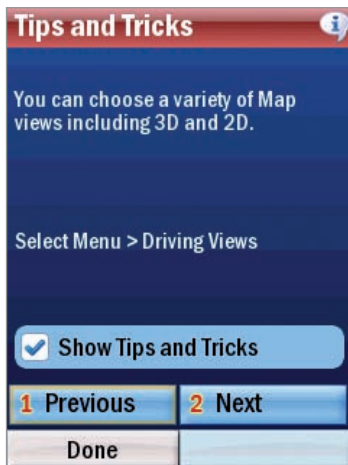 Tips and Tricks
You can choose a variety of Map
views including 3D and 2D.
Select Menu > Driving Views
Show Tips and Tricks
1 Previous
2 Next
Done